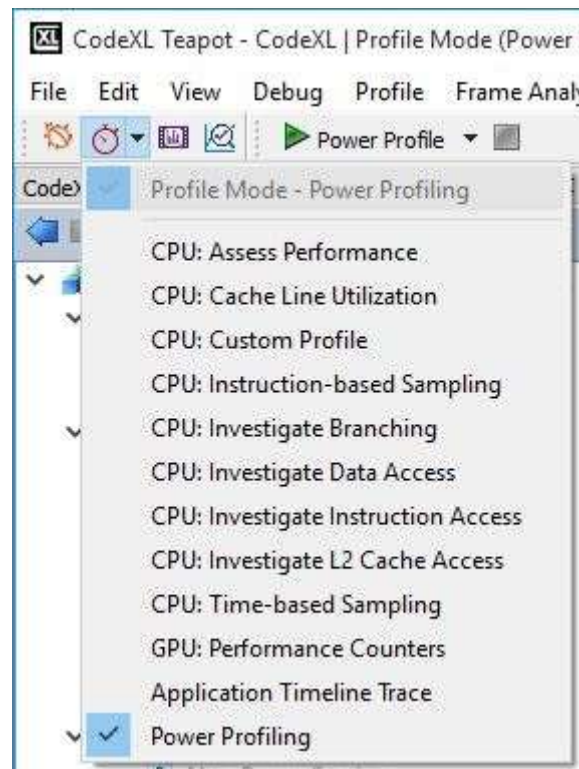 XL CodeXL Teapot - CodeXL | Profile Mode (Power
File Edit View Debug Profile Frame Analy
Power Profile
CodeX
Profile Mode - Power Profiling
CPU: Assess Performance
CPU: Cache Line Utilization
CPU: Custom Profile
CPU: Instruction-based Sampling
CPU: Investigate Branching
CPU: Investigate Data Access
CPU: Investigate Instruction Access
CPU: Investigate L2 Cache Access
CPU: Time-based Sampling
GPU: Performance Counters
Application Timeline Trace
Power Profiling